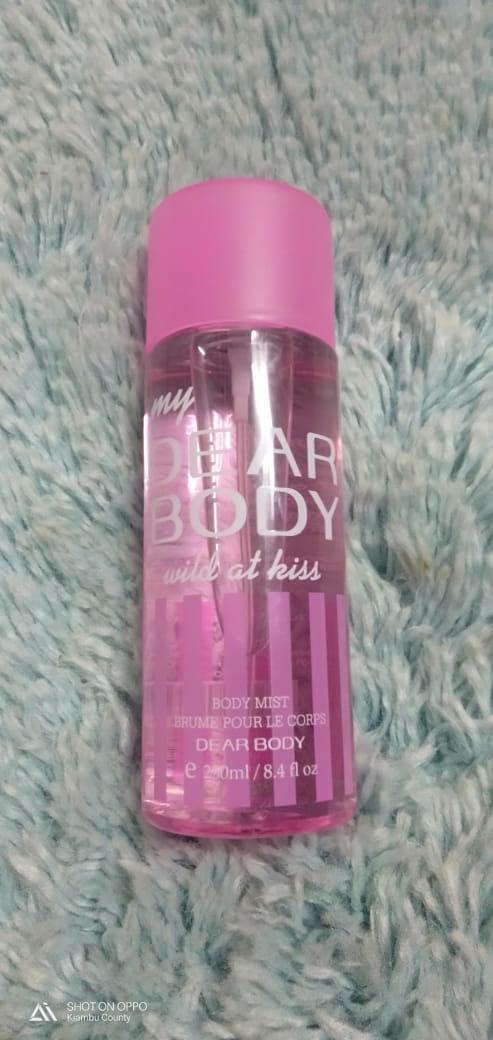 my
DEAR
BODY
wild at kiss
BODY MIST
BRUME POUR LE CORPS
DEAR BODY
e 250ml / 8.4 fl oz
SHOT ON OPPO
Kiambu County